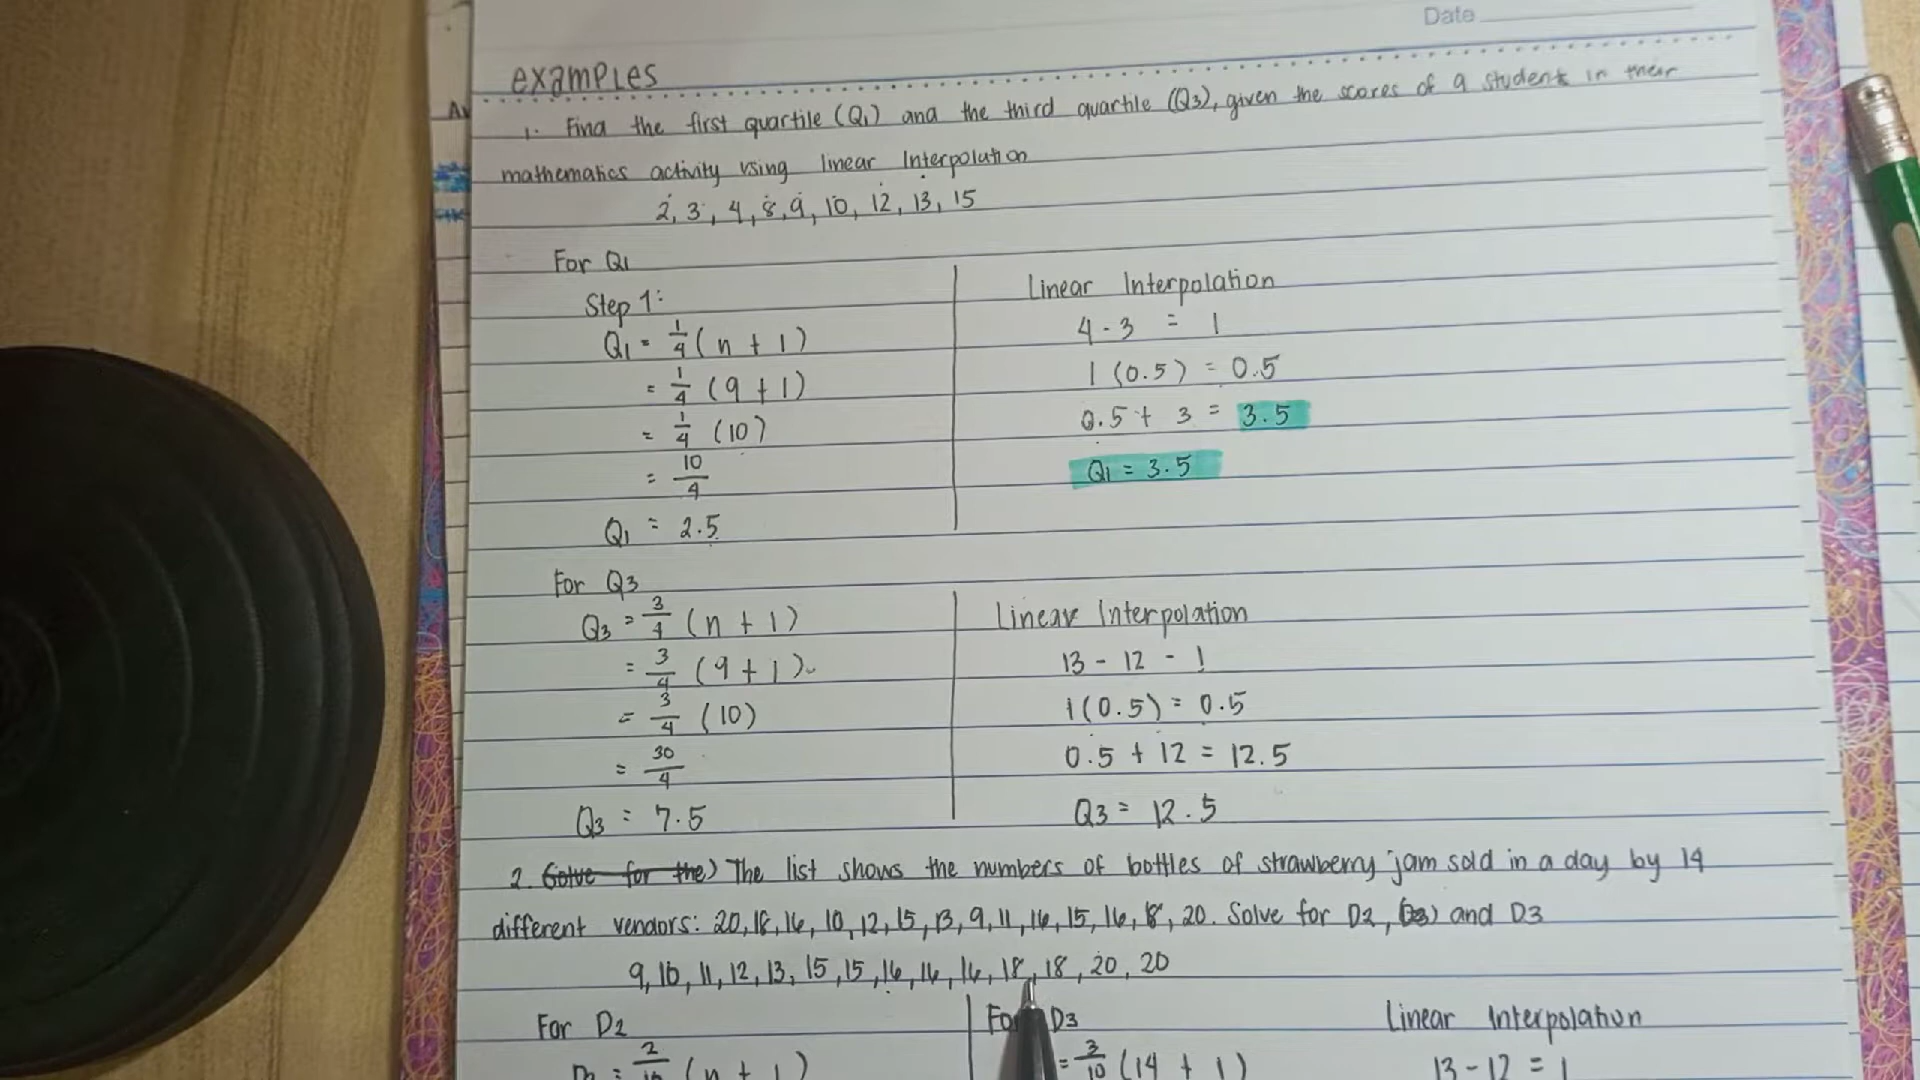 Date
examples
1. Find the first quartile (Q1) and the third quartile (Q3), given the scores of 9 students in their
mathematics activity using linear Interpolation
2, 3, 4, 8, 9, 10, 12, 13, 15
For Q1
Step 1:
Q1 = 1/4 (n + 1)
= 1/4 (9 + 1)
= 1/4 (10)
= 10/4
Q1 = 2.5
Linear Interpolation
4 - 3 = 1
1 (0.5) = 0.5
0.5 + 3 = 3.5
Q1 = 3.5
For Q3
Q3 = 3/4 (n + 1)
= 3/4 (9 + 1)
= 3/4 (10)
= 30/4
Q3 = 7.5
Linear Interpolation
13 - 12 - 1
1(0.5) = 0.5
0.5 + 12 = 12.5
Q3 = 12.5
2. Solve for the) The list shows the numbers of bottles of strawberry jam sold in a day by 14
different vendors: 20, 18, 16, 10, 12, 15, 13, 9, 11, 16, 15, 16, 18, 20. Solve for D2, and D3
9, 10, 11, 12, 13, 15, 15, 16, 16, 16, 18, 18, 20, 20
For D2
(n + 1)
For D3
= 3/10 (14 + 1)
Linear Interpolation
13 - 12 = 1